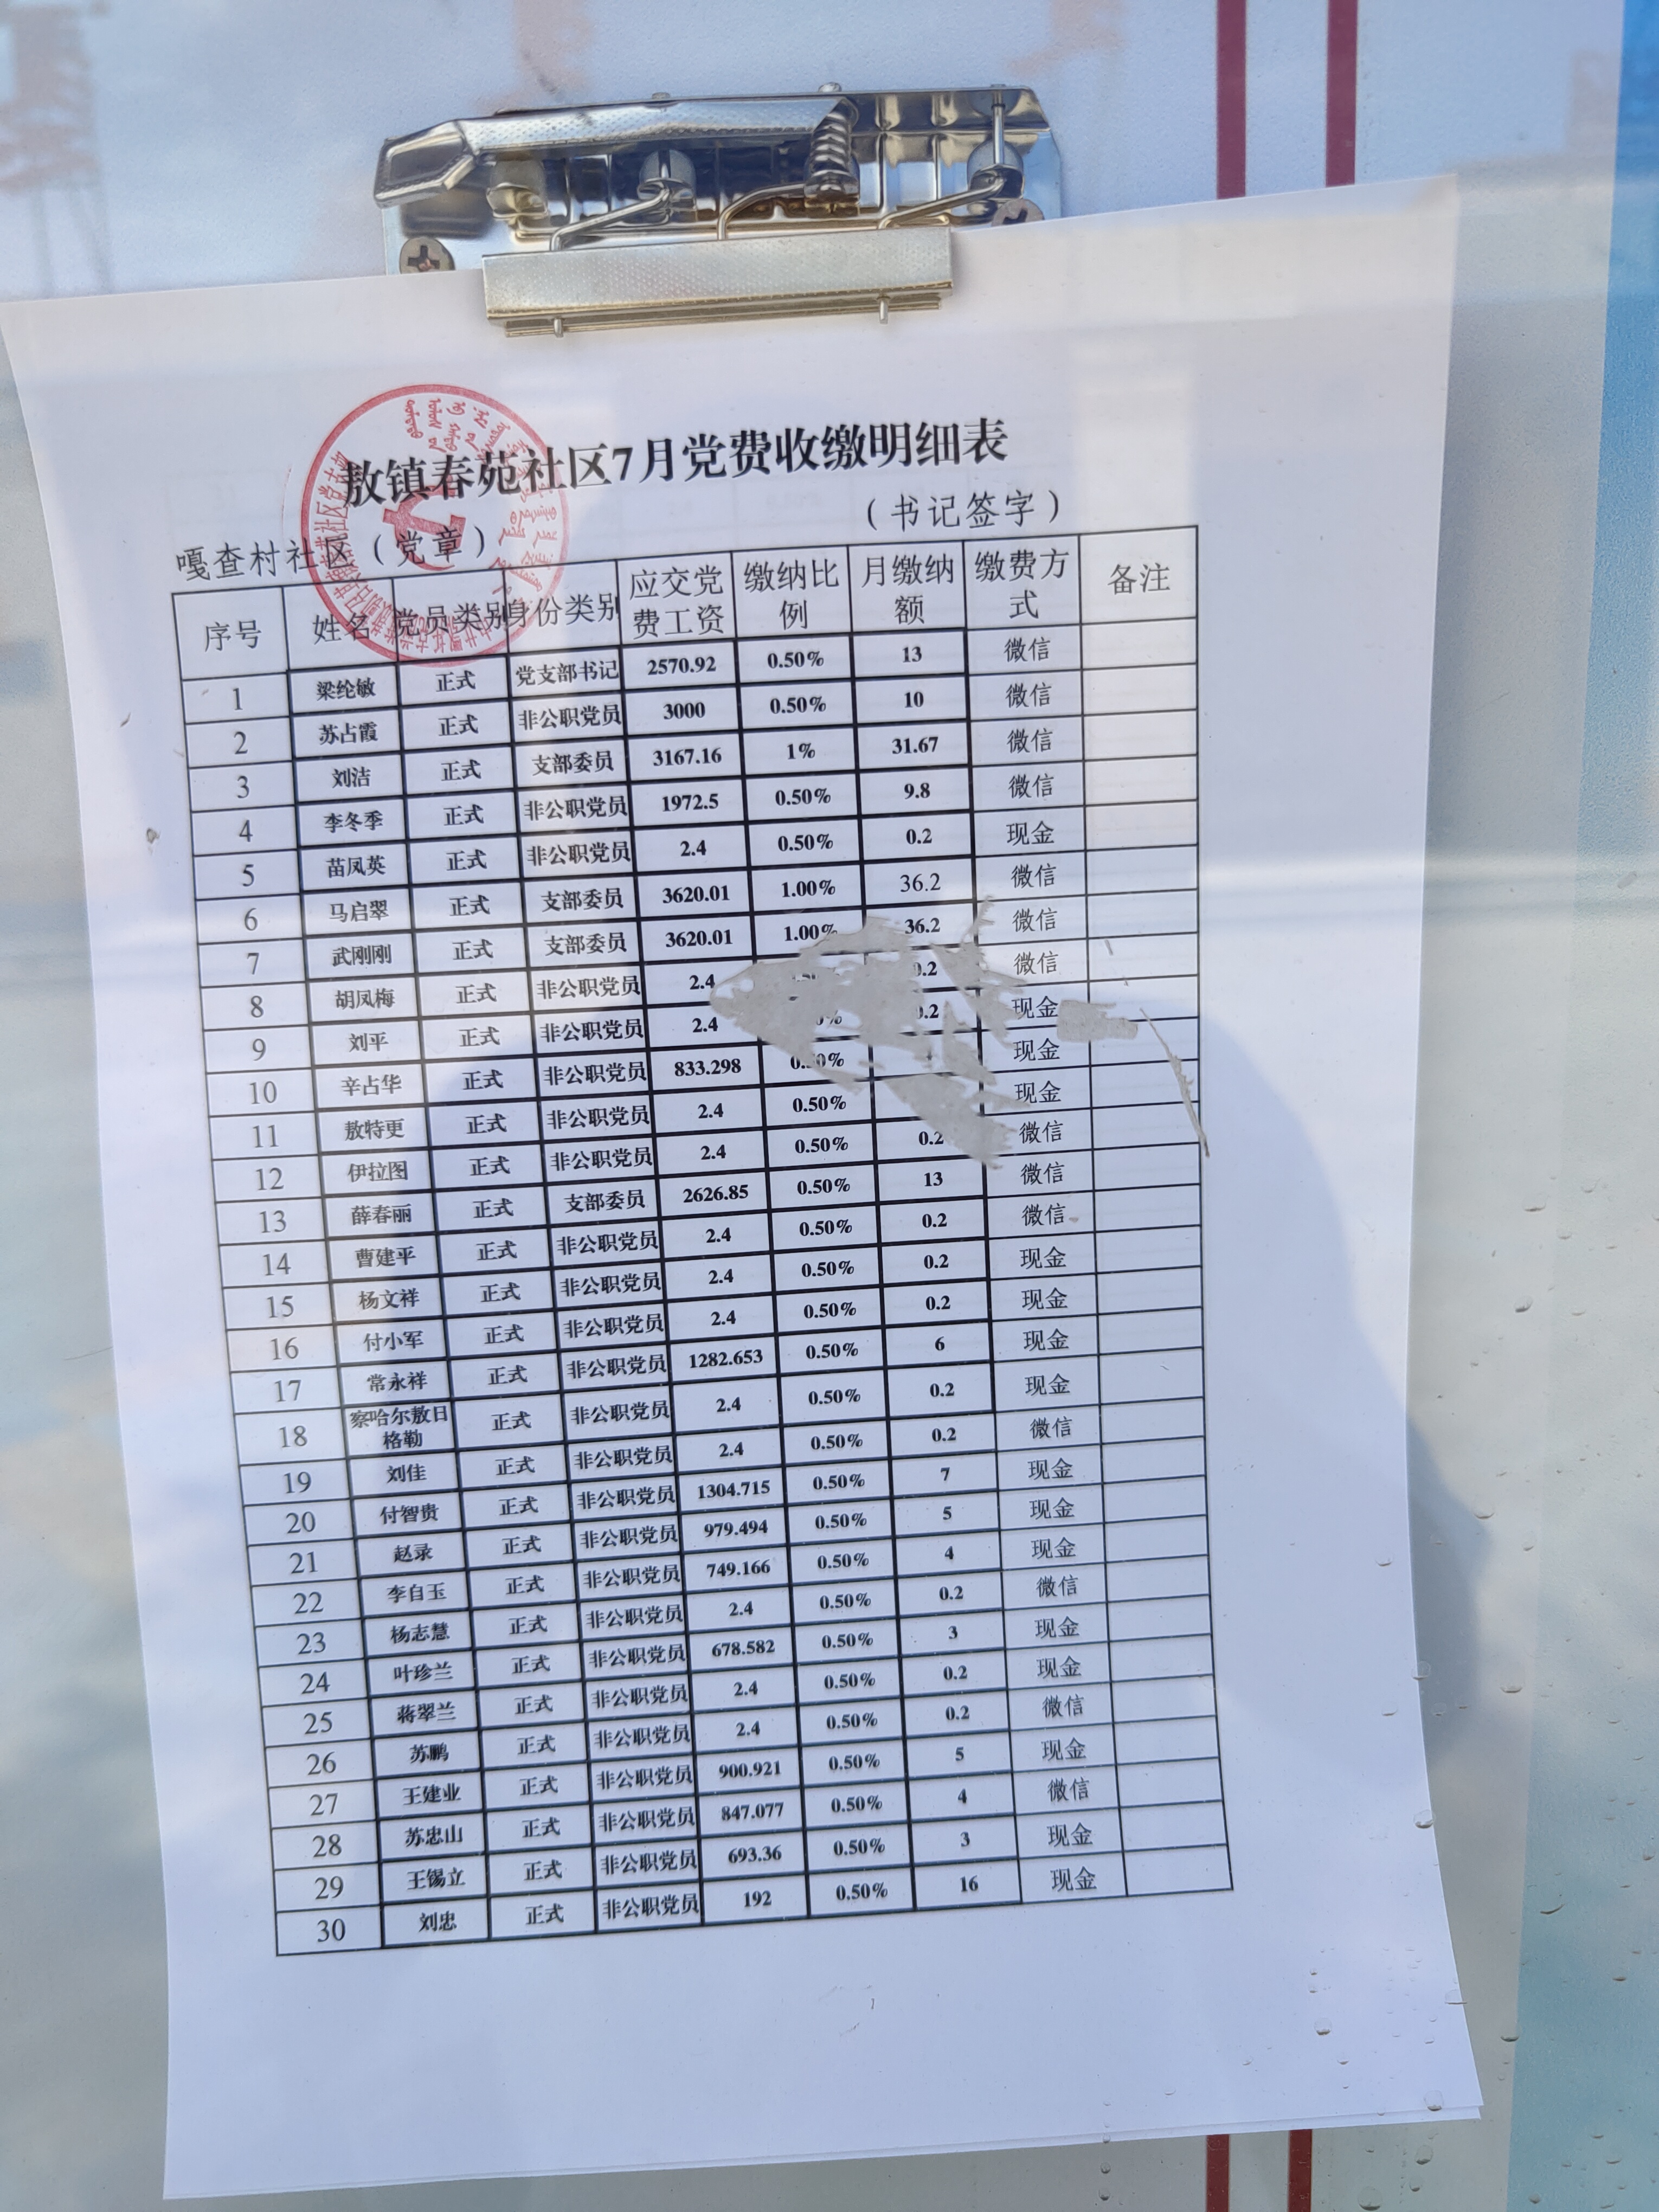 敖镇春苑社区7月党费收缴明细表
（书记签字）
嘎查村社区（党章）
序号 姓名 党员类别 身份类别 应交党费工资 缴纳比例 月缴纳额 缴费方式 备注
1 梁纶敏 正式 党支部书记 2570.92 0.50% 13 微信
2 苏占霞 正式 非公职党员 3000 0.50% 10 微信
3 刘洁 正式 支部委员 3167.16 1% 31.67 微信
4 李冬季 正式 非公职党员 1972.5 0.50% 9.8 微信
5 苗凤英 正式 非公职党员 2.4 0.50% 0.2 现金
6 马启翠 正式 支部委员 3620.01 1.00% 36.2 微信
7 武刚刚 正式 支部委员 3620.01 1.00% 36.2 微信
8 胡凤梅 正式 非公职党员 2.4 0.2 微信
9 刘平 正式 非公职党员 2.4 0.2 现金
10 辛占华 正式 非公职党员 833.298 0.50% 现金
11 敖特更 正式 非公职党员 2.4 0.50% 现金
12 伊拉图 正式 非公职党员 2.4 0.50% 0.2 微信
13 薛春丽 正式 支部委员 2626.85 0.50% 13 微信
14 曹建平 正式 非公职党员 2.4 0.50% 0.2 微信
15 杨文祥 正式 非公职党员 2.4 0.50% 0.2 现金
16 付小军 正式 非公职党员 2.4 0.50% 0.2 现金
17 常永祥 正式 非公职党员 1282.653 0.50% 6 现金
18 察哈尔敖日格勒 正式 非公职党员 2.4 0.50% 0.2 现金
19 刘佳 正式 非公职党员 2.4 0.50% 0.2 微信
20 付智贵 正式 非公职党员 1304.715 0.50% 7 现金
21 赵录 正式 非公职党员 979.494 0.50% 5 现金
22 李自玉 正式 非公职党员 749.166 0.50% 4 现金
23 杨志慧 正式 非公职党员 2.4 0.50% 0.2 微信
24 叶珍兰 正式 非公职党员 678.582 0.50% 3 现金
25 蒋翠兰 正式 非公职党员 2.4 0.50% 0.2 现金
26 苏鹏 正式 非公职党员 2.4 0.50% 0.2 微信
27 王建业 正式 非公职党员 900.921 0.50% 5 现金
28 苏忠山 正式 非公职党员 847.077 0.50% 4 微信
29 王锡立 正式 非公职党员 693.36 0.50% 3 现金
30 刘忠 正式 非公职党员 192 0.50% 16 现金